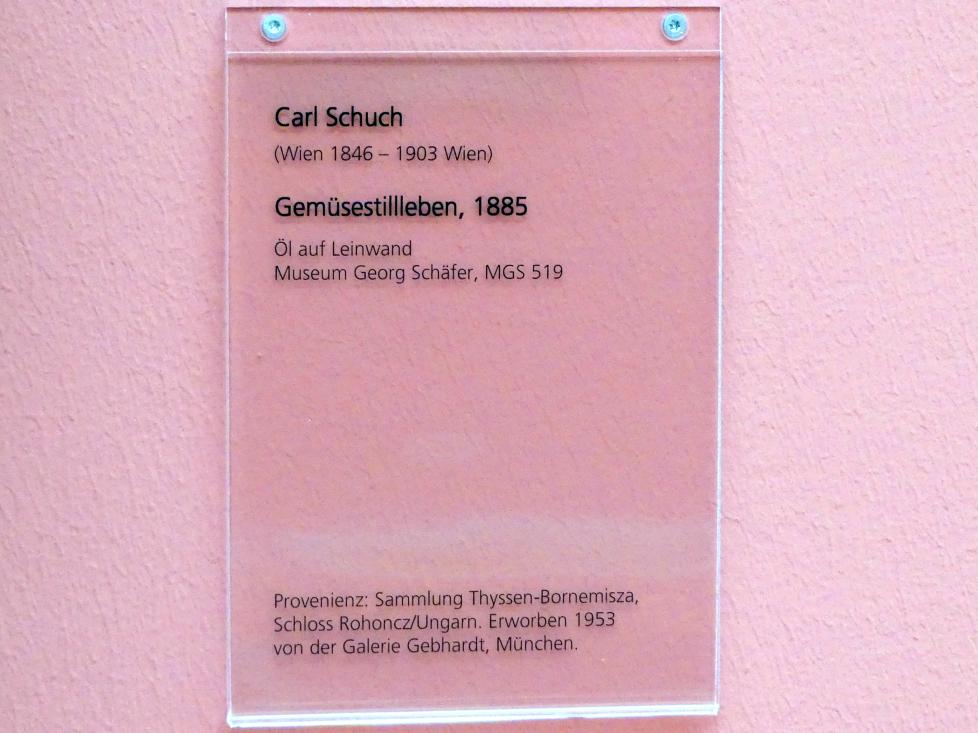 Carl Schuch
(Wien 1846 – 1903 Wien)
Gemüsestillleben, 1885
Öl auf Leinwand
Museum Georg Schäfer, MGS 519
Provenienz: Sammlung Thyssen-Bornemisza,
Schloss Rohoncz/Ungarn. Erworben 1953
von der Galerie Gebhardt, München.